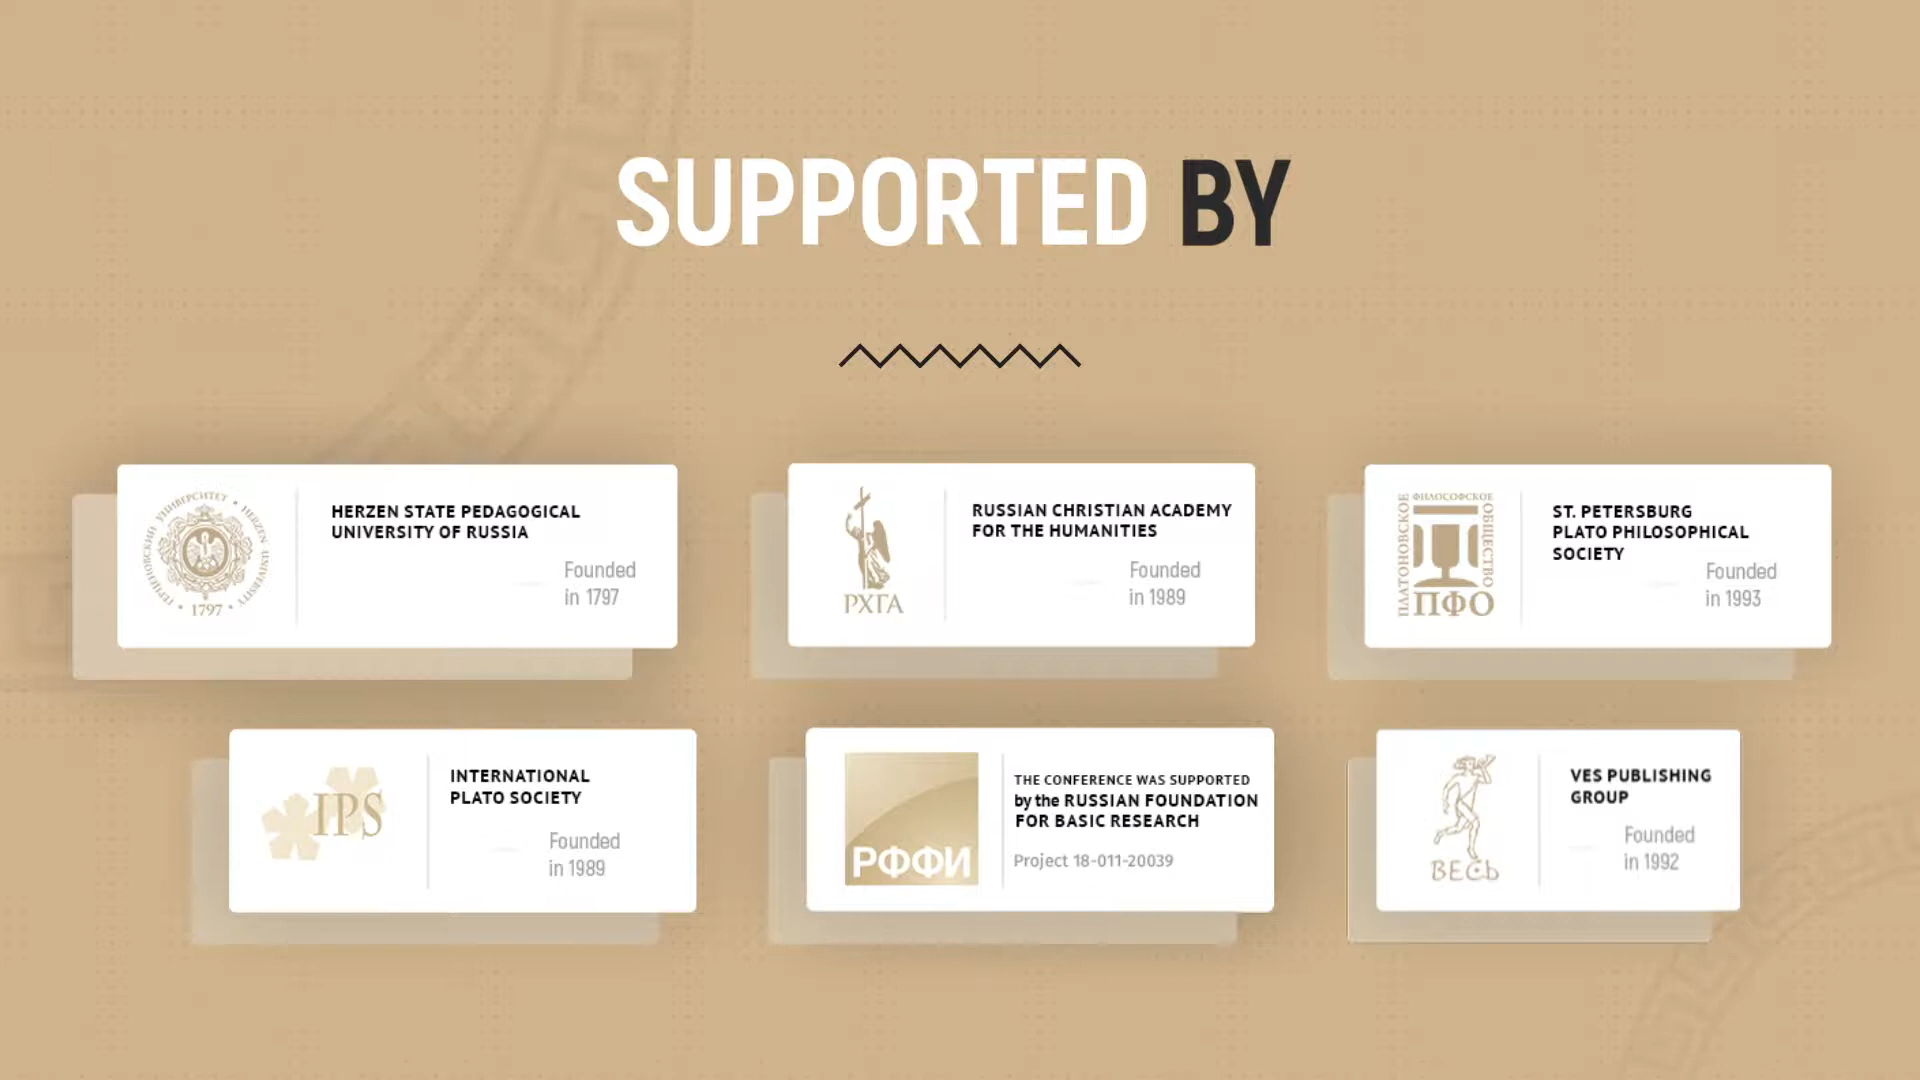 SUPPORTED BY
ГЕРЦЕНОВСКИЙ УНИВЕРСИТЕТ • HERZEN UNIVERSITY
• 1797 •
HERZEN STATE PEDAGOGICAL
UNIVERSITY OF RUSSIA
Founded
in 1797
РХГА
RUSSIAN CHRISTIAN ACADEMY
FOR THE HUMANITIES
Founded
in 1989
ПЛАТОНОВСКОЕ
ФИЛОСОФСКОЕ
ОБЩЕСТВО
ПФО
ST. PETERSBURG
PLATO PHILOSOPHICAL
SOCIETY
Founded
in 1993
IPS
INTERNATIONAL
PLATO SOCIETY
Founded
in 1989
РФФИ
THE CONFERENCE WAS SUPPORTED
by the RUSSIAN FOUNDATION
FOR BASIC RESEARCH
Project 18-011-20039
ВЕСЬ
VES PUBLISHING
GROUP
Founded
in 1992